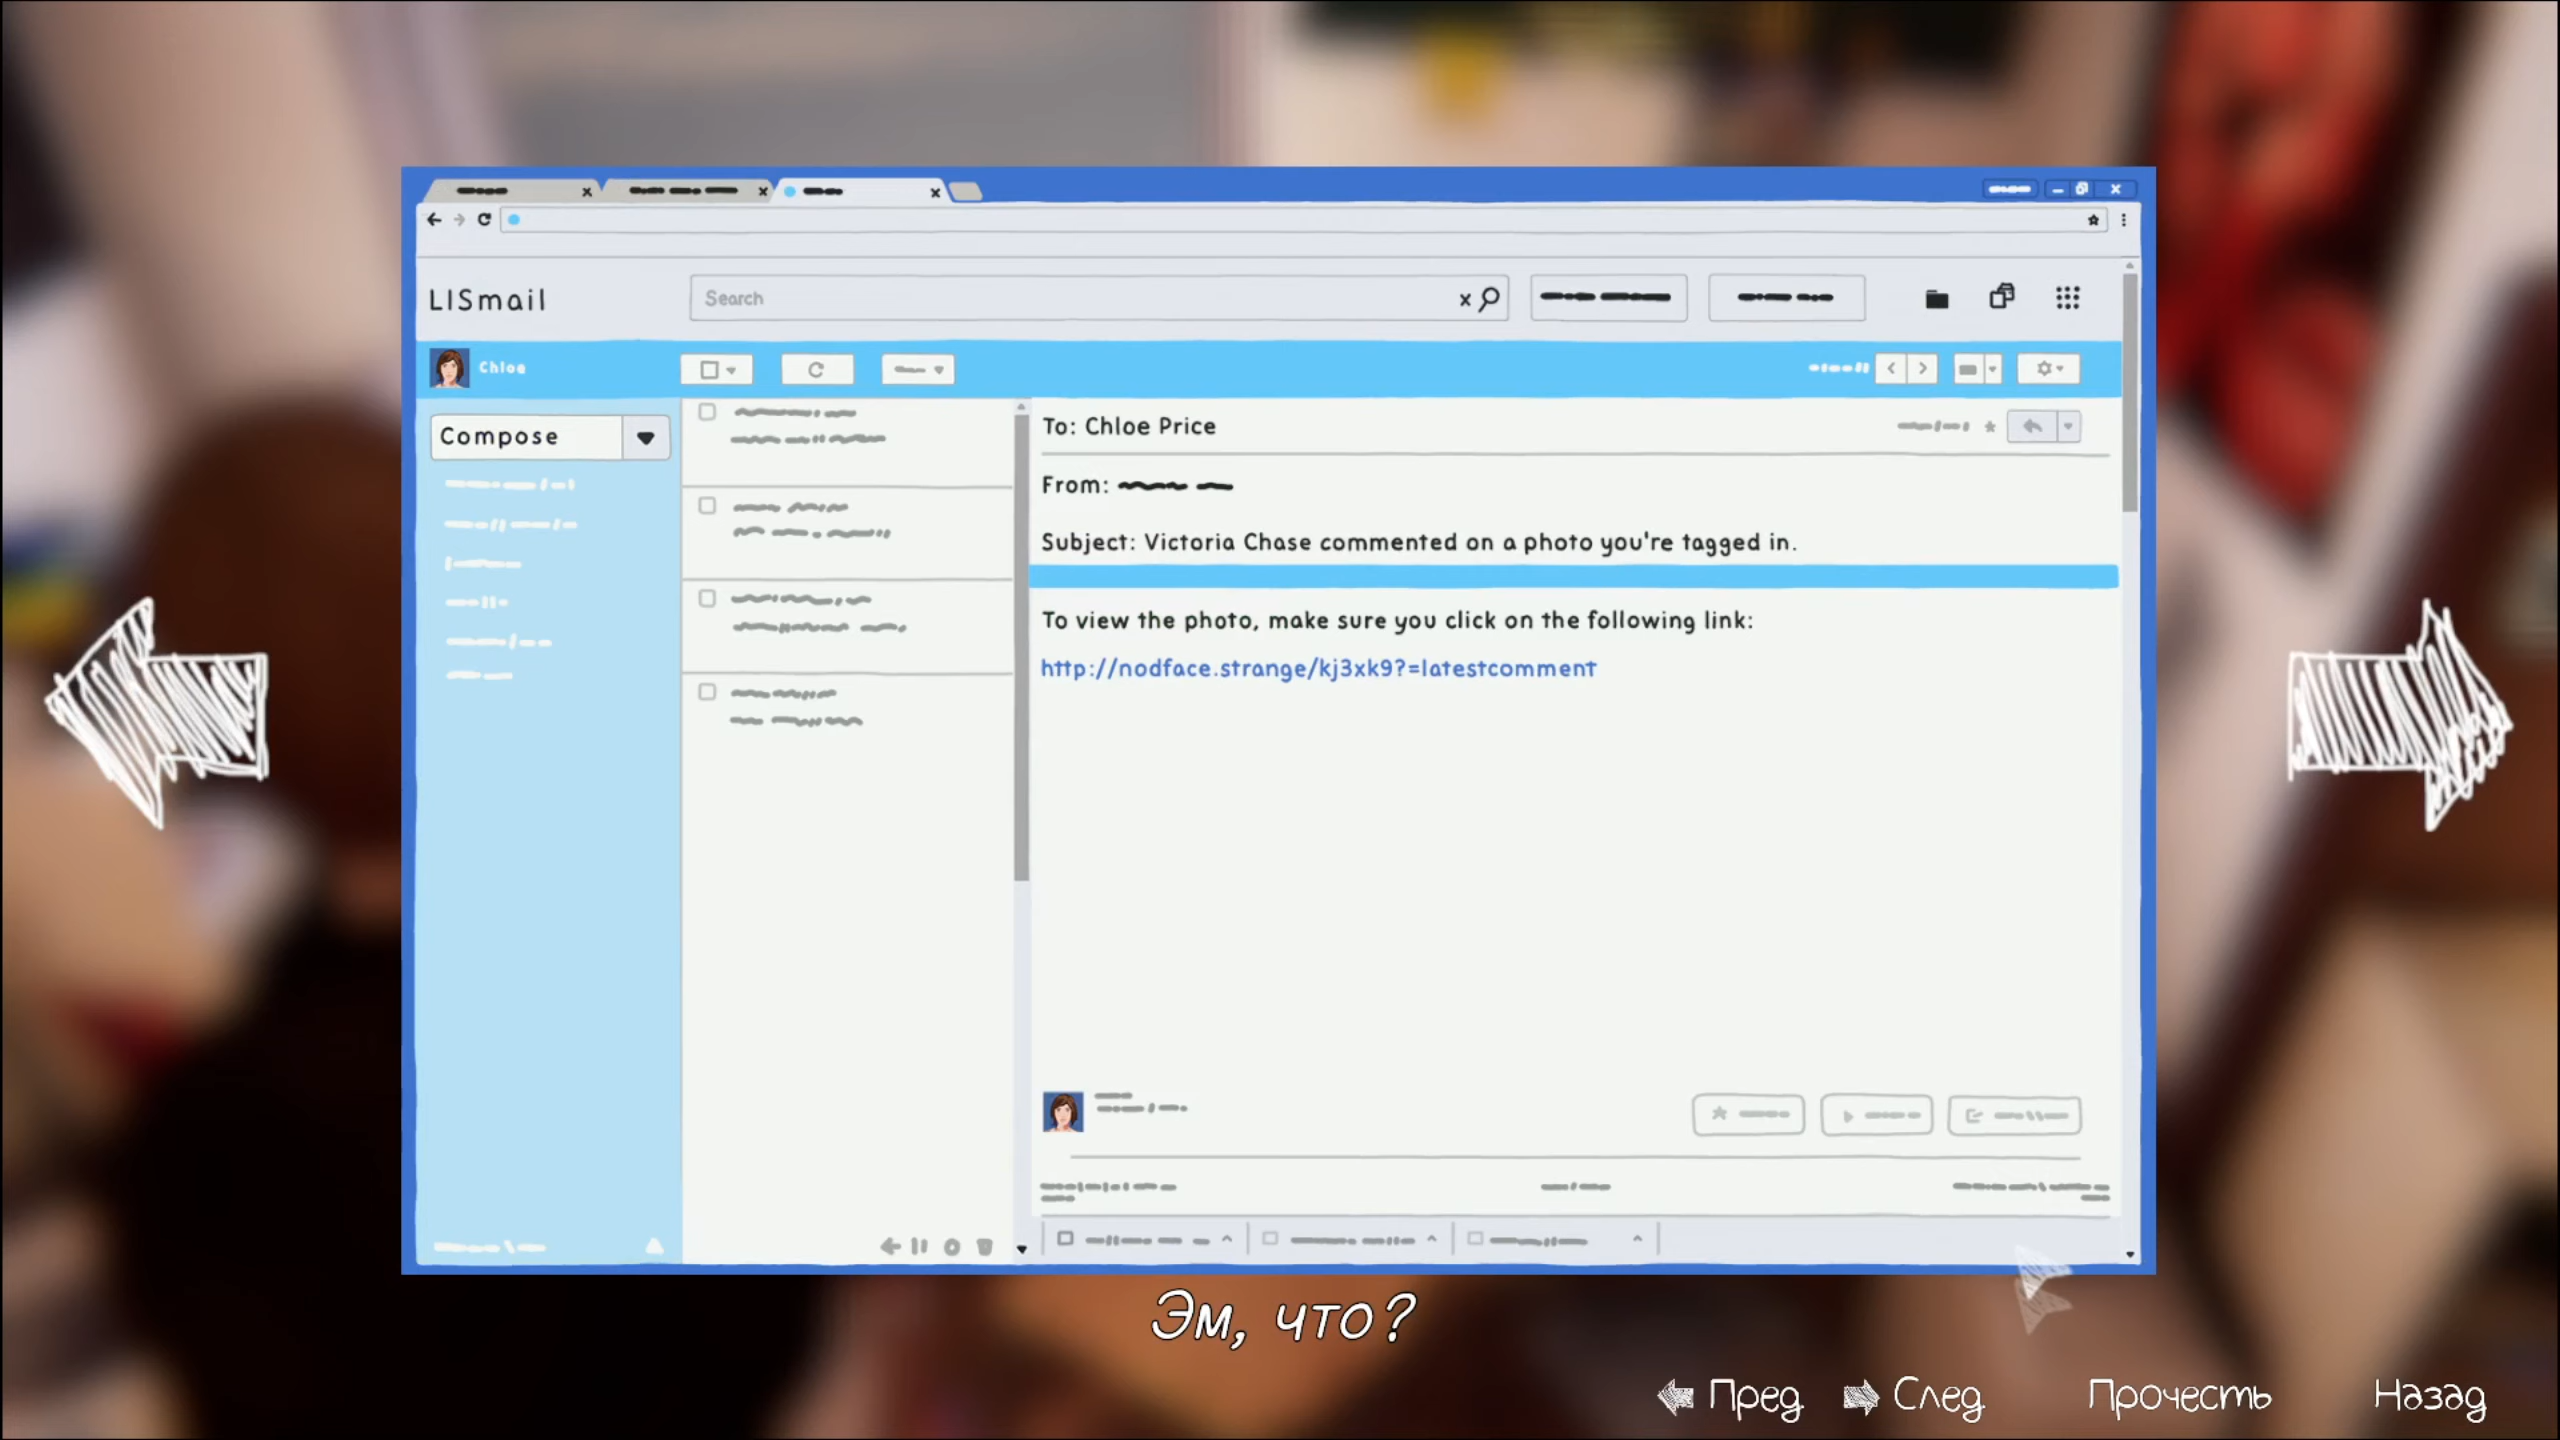 LISmail
Search
Chloe
Compose
To: Chloe Price
From:
Subject: Victoria Chase commented on a photo you're tagged in.
To view the photo, make sure you click on the following link:
http://nodface.strange/kj3xk9?=latestcomment
Эм, что?
Пред.
След.
Прочесть
Назад